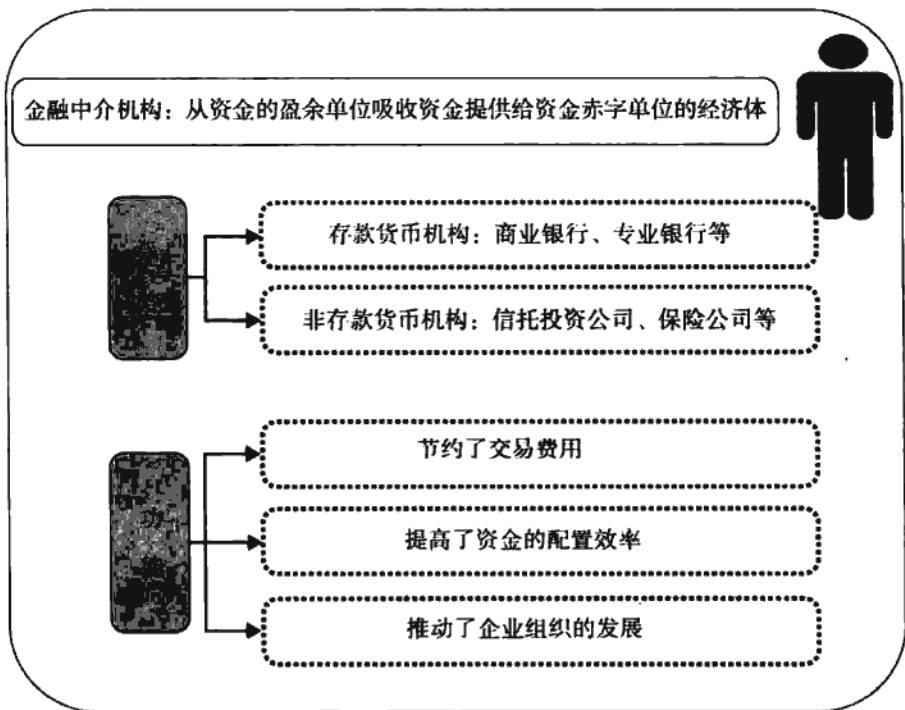 金融中介机构：从资金的盈余单位吸收资金提供给资金赤字单位的经济体
存款货币机构：商业银行、专业银行等
非存款货币机构：信托投资公司、保险公司等
功
节约了交易费用
提高了资金的配置效率
推动了企业组织的发展